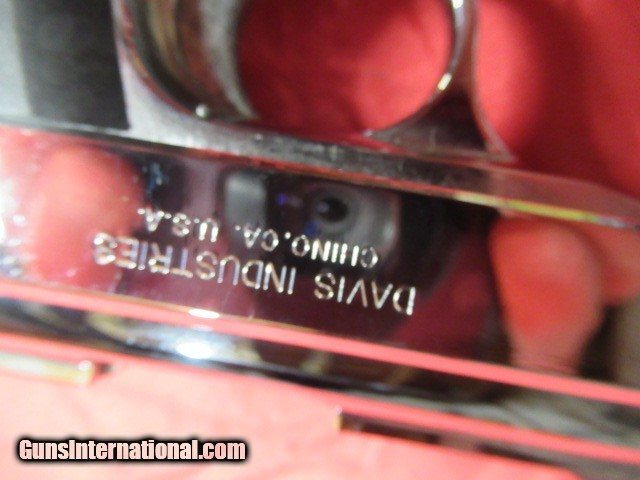 DAVIS INDUSTRIES
CHINO, CA. U.S.A.
GunsInternational.com